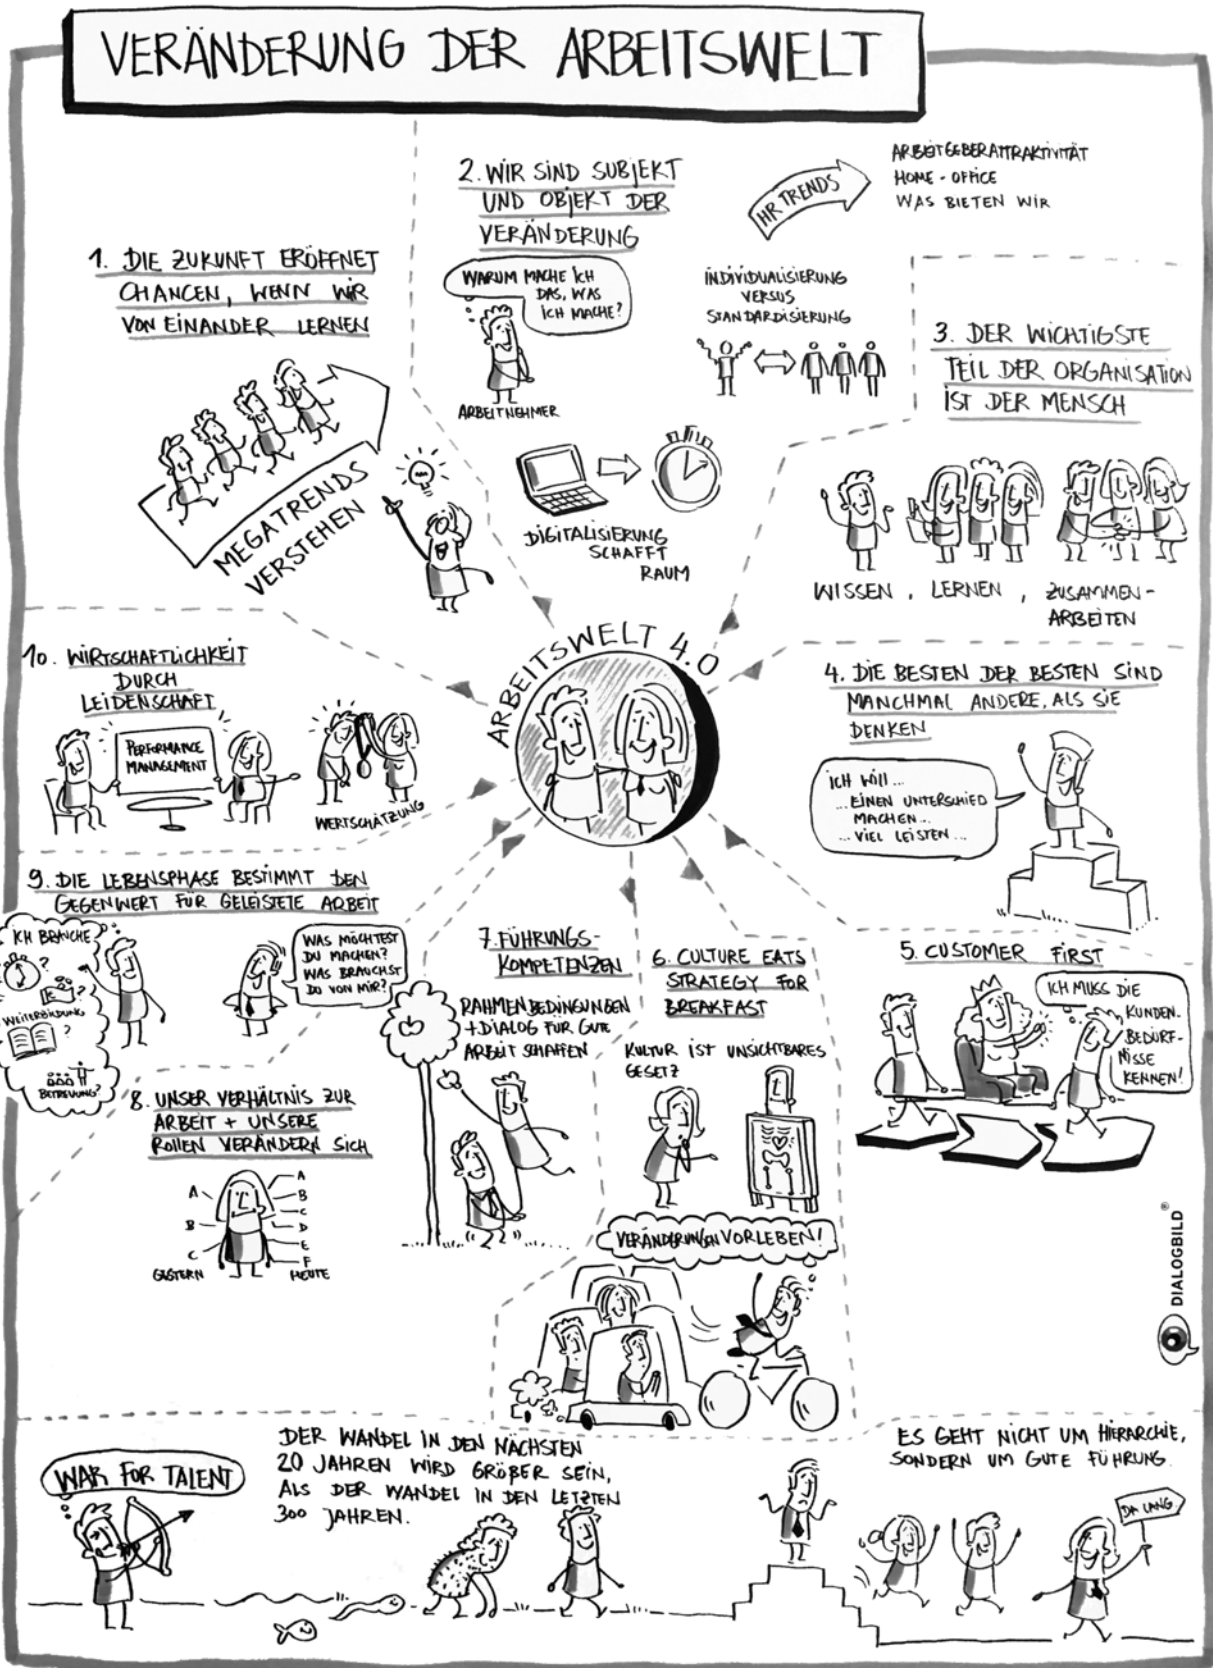 VERÄNDERUNG DER ARBEITSWELT
1. DIE ZUKUNFT ERÖFFNET
CHANCEN, WENN WIR
VON EINANDER LERNEN
MEGATRENDS
VERSTEHEN
2. WIR SIND SUBJEKT
UND OBJEKT DER
VERÄNDERUNG
WARUM MACHE ICH
DAS, WAS
ICH MACHE?
ARBEITNEHMER
HR TRENDS
ARBEITGEBERATTRAKTIVITÄT
HOME-OFFICE
WAS BIETEN WIR
INDIVIDUALISIERUNG
VERSUS
STANDARDISIERUNG
DIGITALISIERUNG
SCHAFFT
RAUM
3. DER WICHTIGSTE
TEIL DER ORGANISATION
IST DER MENSCH
WISSEN, LERNEN, ZUSAMMEN-
ARBEITEN
ARBEITSWELT 4.0
4. DIE BESTEN DER BESTEN SIND
MANCHMAL ANDERE, ALS SIE
DENKEN
ICH WILL...
...EINEN UNTERSCHIED
MACHEN...
...VIEL LEISTEN...
5. CUSTOMER FIRST
ICH MUSS DIE
KUNDEN-
BEDÜRF-
NISSE
KENNEN!
6. CULTURE EATS
STRATEGY FOR
BREAKFAST
KULTUR IST UNSICHTBARES
GESETZ
VERÄNDERUNGEN VORLEBEN!
7. FÜHRUNGS-
KOMPETENZEN
RAHMENBEDINGUNGEN
+ DIALOG FÜR GUTE
ARBEIT SCHAFFEN
8. UNSER VERHÄLTNIS ZUR
ARBEIT + UNSERE
ROLLEN VERÄNDERN SICH
A
B
C
GESTERN
A
B
C
D
E
F
HEUTE
9. DIE LEBENSPHASE BESTIMMT DEN
GEGENWERT FÜR GELEISTETE ARBEIT
ICH BRAUCHE
?
?
WEITERBILDUNG
?
BETREUUNG?
WAS MÖCHTEST
DU MACHEN?
WAS BRAUCHST
DU VON MIR?
10. WIRTSCHAFTLICHKEIT
DURCH
LEIDENSCHAFT
PERFORMANCE
MANAGEMENT
WERTSCHÄTZUNG
DIALOGBILD®
WAR FOR TALENT
DER WANDEL IN DEN NÄCHSTEN
20 JAHREN WIRD GRÖßER SEIN,
ALS DER WANDEL IN DEN LETZTEN
300 JAHREN.
ES GEHT NICHT UM HIERARCHIE,
SONDERN UM GUTE FÜHRUNG.
DA LANG